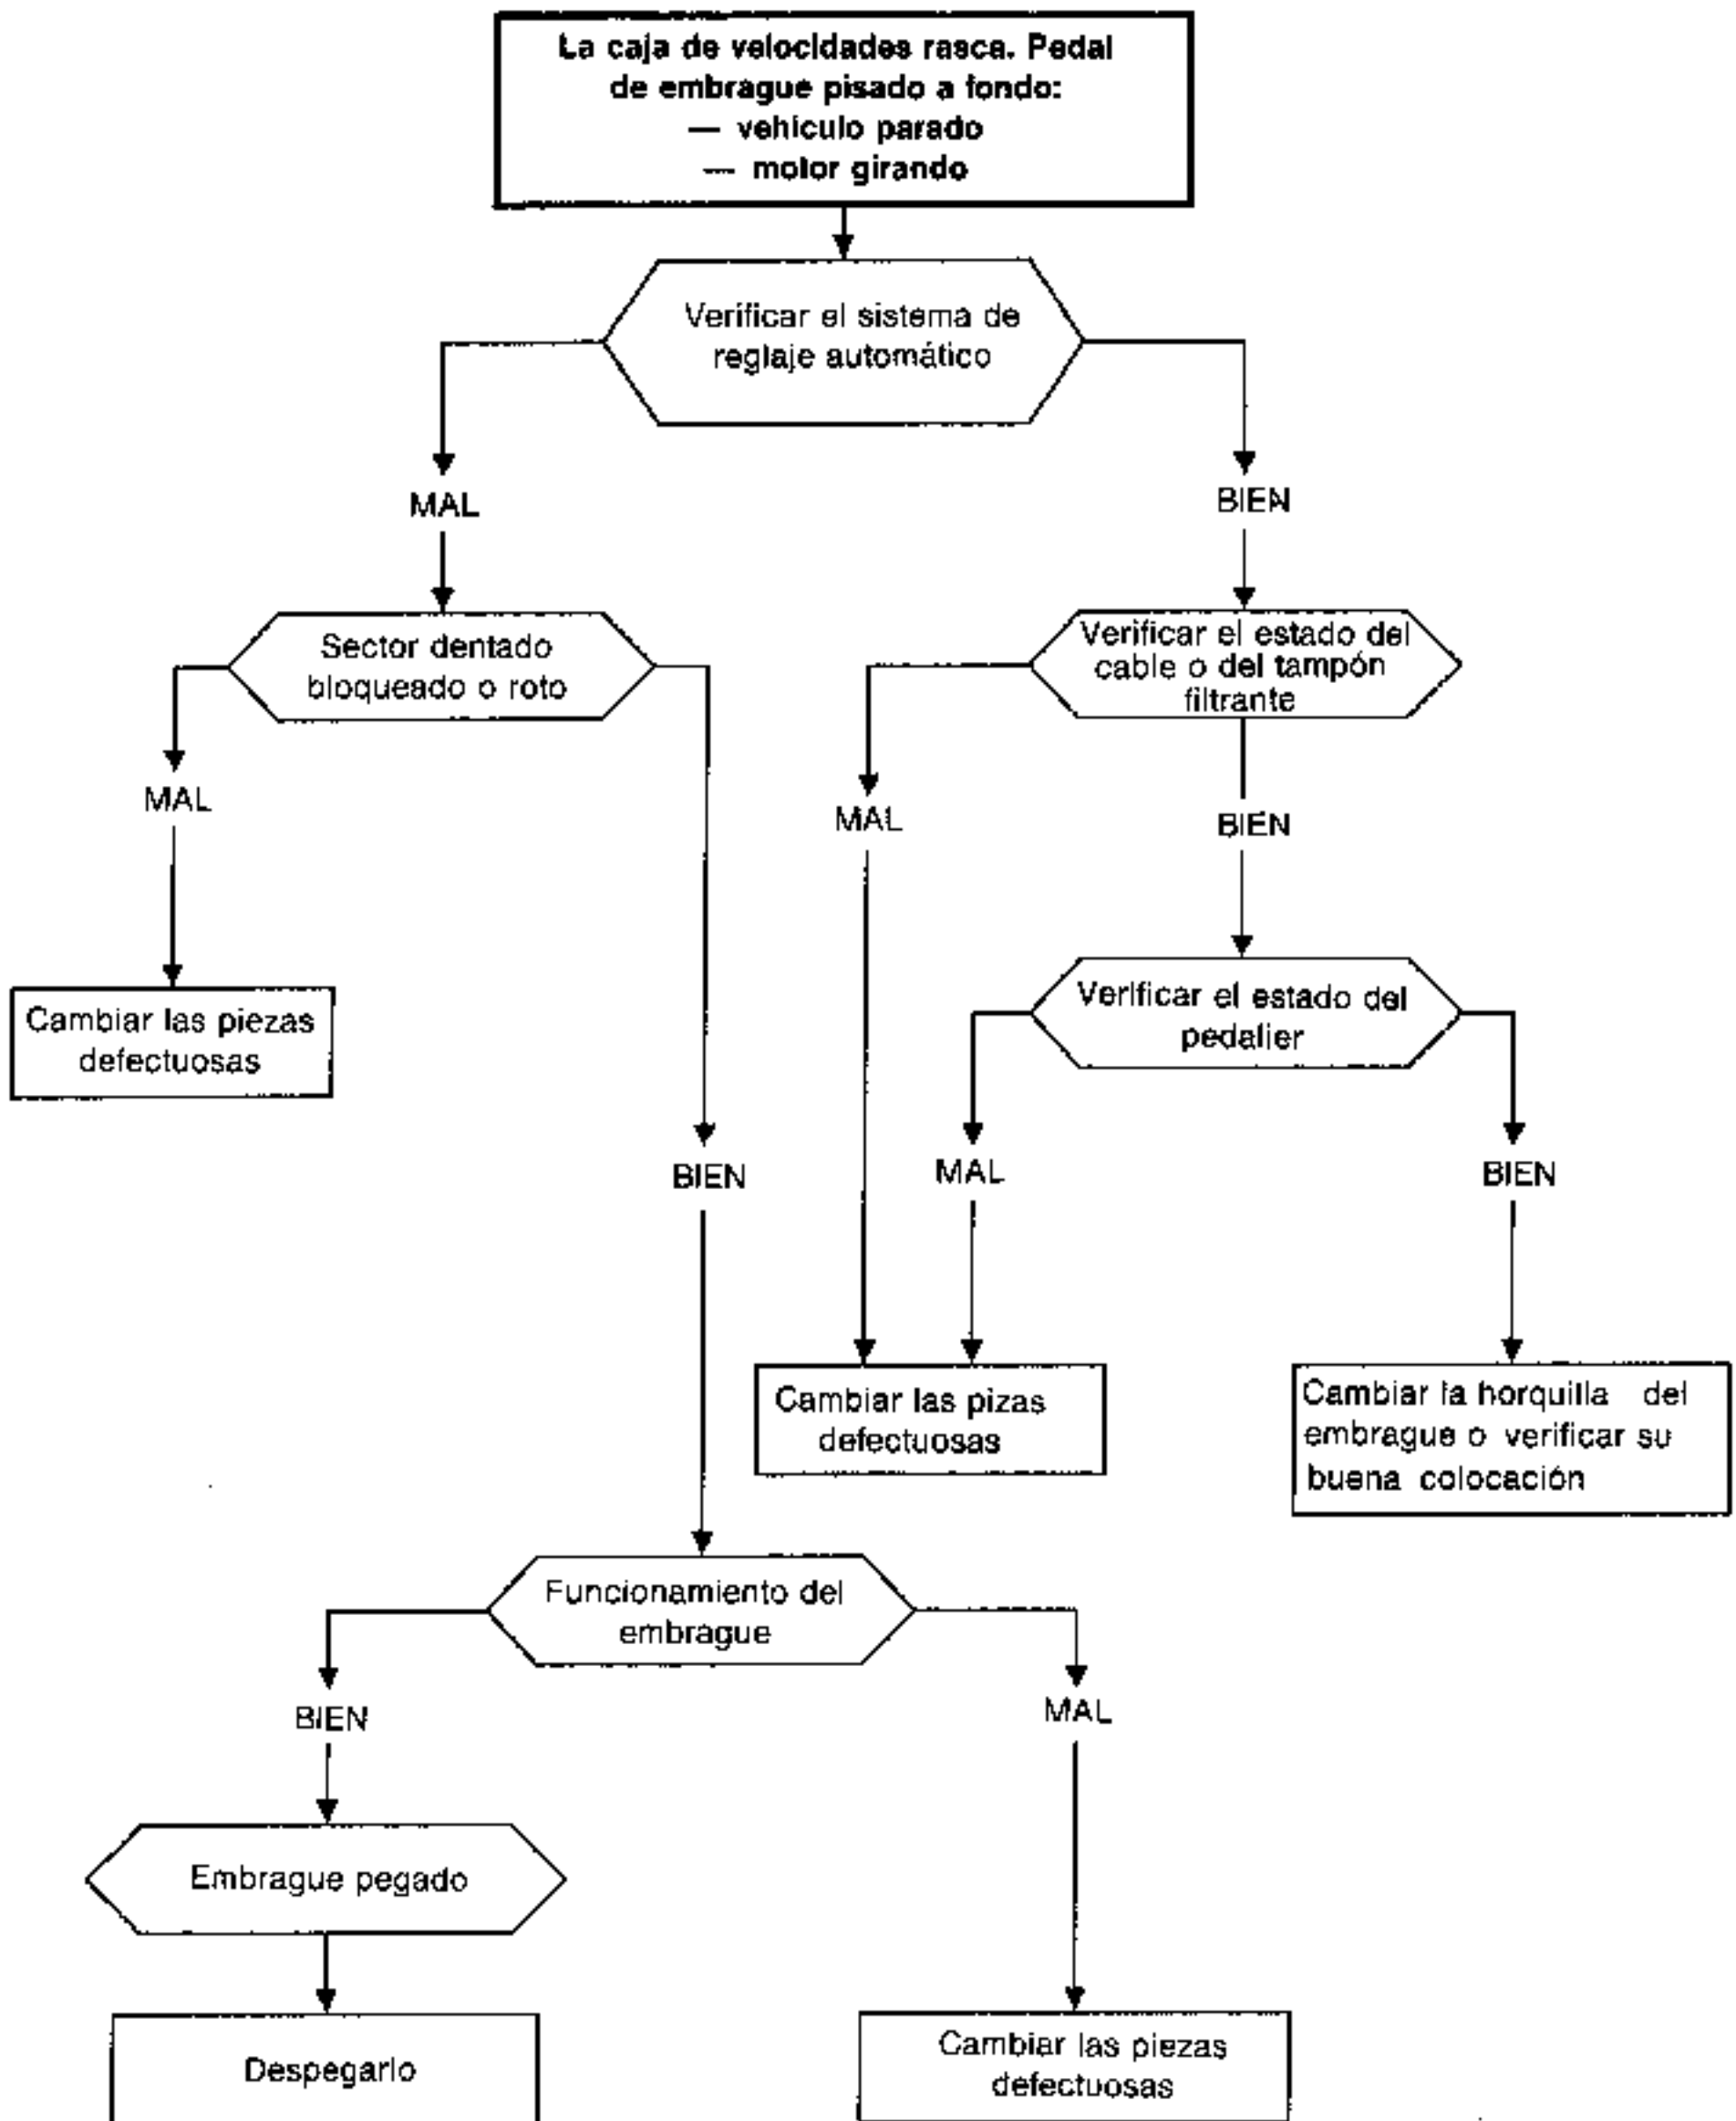 La caja de velocidades rasca. Pedal
de embrague pisado a fondo:
— vehículo parado
— motor girando
Verificar el sistema de
reglaje automático
MAL
BIEN
Sector dentado
bloqueado o roto
Verificar el estado del
cable o del tampón
filtrante
MAL
MAL
BIEN
Cambiar las piezas
defectuosas
Verificar el estado del
pedalier
BIEN
MAL
BIEN
Cambiar las pizas
defectuosas
Cambiar la horquilla del
embrague o verificar su
buena colocación
Funcionamiento del
embrague
BIEN
MAL
Embrague pegado
Despegarlo
Cambiar las piezas
defectuosas